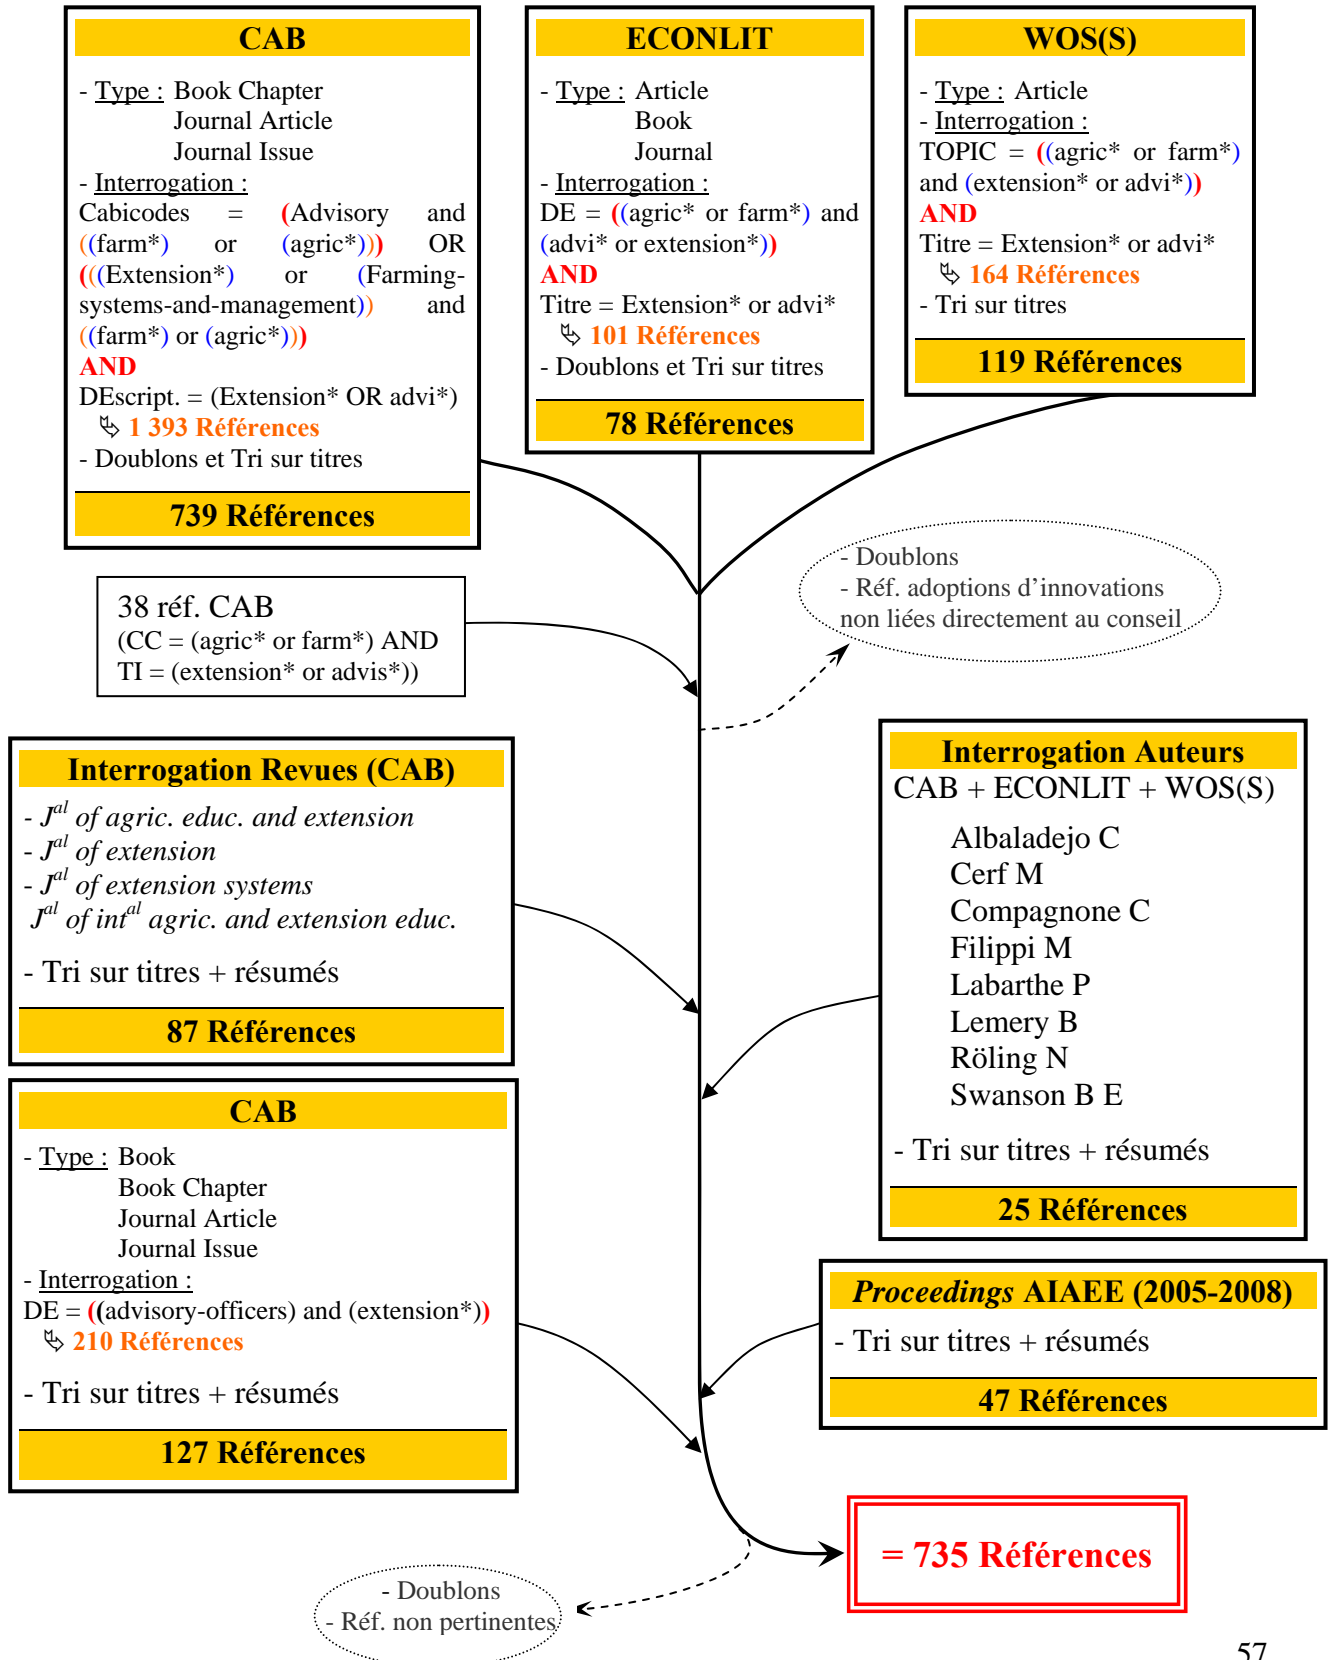 CAB
- Type : Book Chapter
Journal Article
Journal Issue
- Interrogation :
Cabicodes = (Advisory and
((farm*) or (agric*))) OR
(((Extension*) or (Farming-
systems-and-management)) and
((farm*) or (agric*)))
AND
DEscript. = (Extension* OR advi*)
↳ 1 393 Références
- Doublons et Tri sur titres
739 Références
ECONLIT
- Type : Article
Book
Journal
- Interrogation :
DE = ((agric* or farm*) and
(advi* or extension*))
AND
Titre = Extension* or advi*
↳ 101 Références
- Doublons et Tri sur titres
78 Références
WOS(S)
- Type : Article
- Interrogation :
TOPIC = ((agric* or farm*)
and (extension* or advi*))
AND
Titre = Extension* or advi*
↳ 164 Références
- Tri sur titres
119 Références
- Doublons
- Réf. adoptions d’innovations
non liées directement au conseil
38 réf. CAB
(CC = (agric* or farm*) AND
TI = (extension* or advis*))
Interrogation Revues (CAB)
- Jal of agric. educ. and extension
- Jal of extension
- Jal of extension systems
Jal of intal agric. and extension educ.
- Tri sur titres + résumés
87 Références
Interrogation Auteurs
CAB + ECONLIT + WOS(S)
Albaladejo C
Cerf M
Compagnone C
Filippi M
Labarthe P
Lemery B
Röling N
Swanson B E
- Tri sur titres + résumés
25 Références
CAB
- Type : Book
Book Chapter
Journal Article
Journal Issue
- Interrogation :
DE = ((advisory-officers) and (extension*))
↳ 210 Références
- Tri sur titres + résumés
127 Références
Proceedings AIAEE (2005-2008)
- Tri sur titres + résumés
47 Références
= 735 Références
- Doublons
- Réf. non pertinentes
57